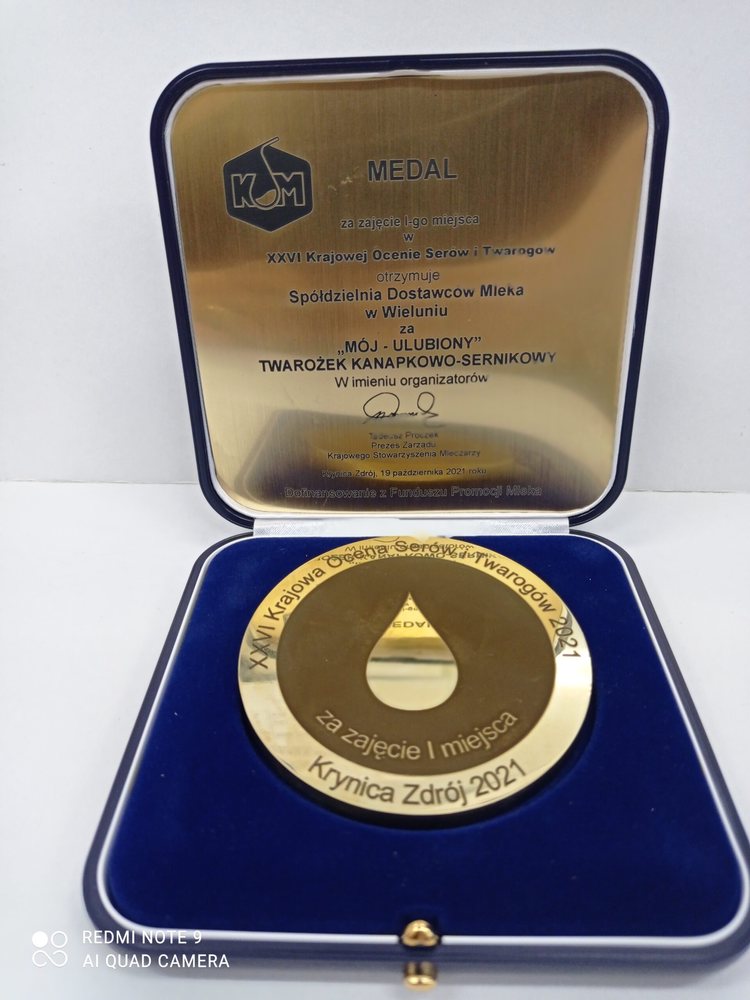 KSM
MEDAL
za zajęcie I-go miejsca
w
XXVI Krajowej Ocenie Serów i Twarogów
otrzymuje
Spółdzielnia Dostawców Mleka
w Wieluniu
za
„MÓJ - ULUBIONY”
TWAROŻEK KANAPKOWO-SERNIKOWY
W imieniu organizatorów
Tadeusz Proczek
Prezes Zarządu
Krajowego Stowarzyszenia Mleczarzy
Krynica Zdrój, 19 października 2021 roku
Dofinansowanie z Funduszu Promocji Mleka
XXVI Krajowa Ocena Serów i Twarogów 2021
za zajęcie I miejsca
Krynica Zdrój 2021
REDMI NOTE 9
AI QUAD CAMERA